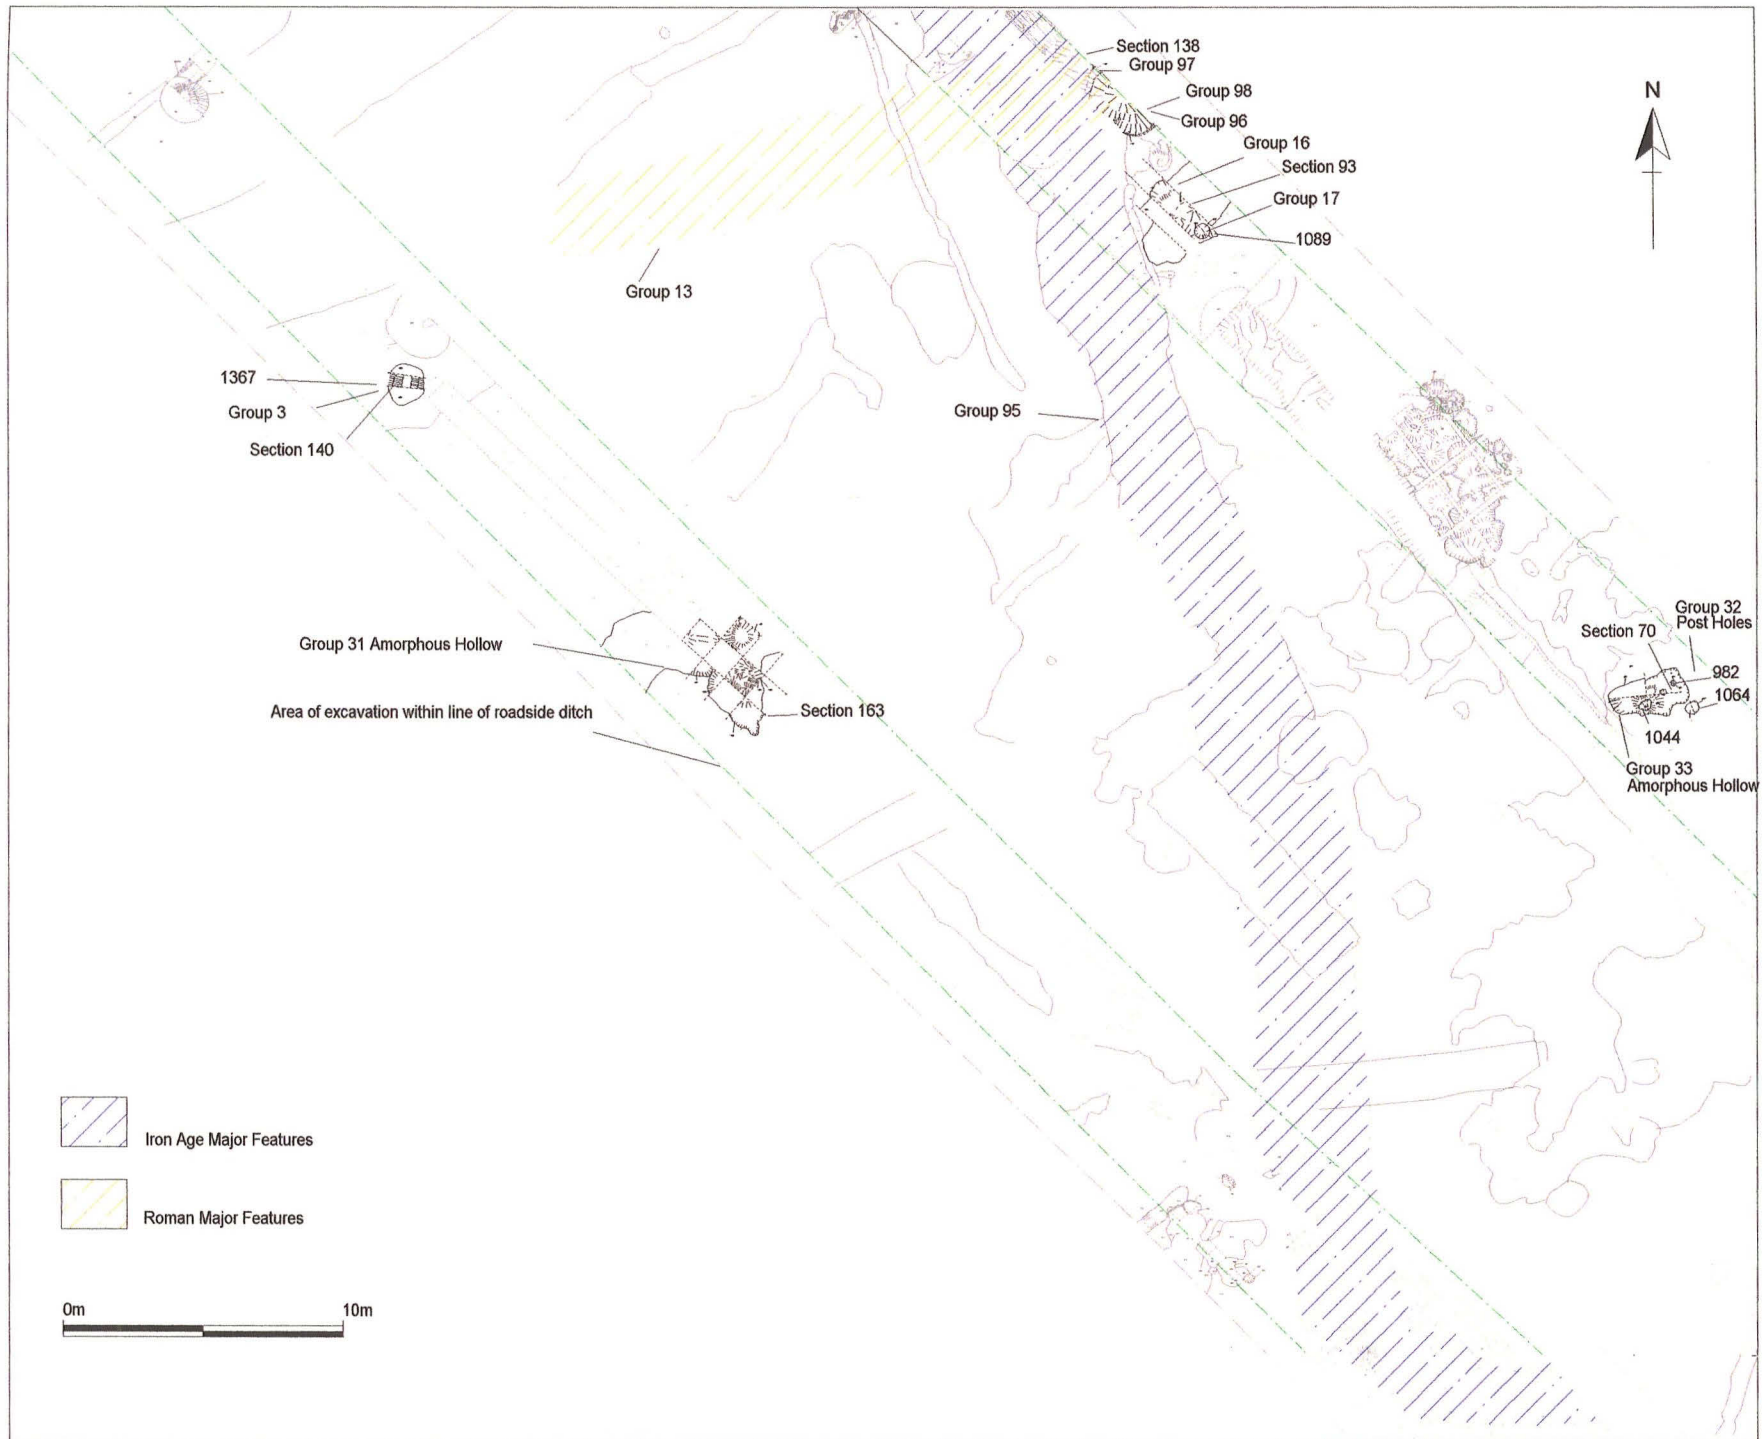 Section 138
Group 97
N
Group 98
Group 96
Group 16
Section 93
Group 17
1089
Group 13
1367
Group 3
Section 140
Group 95
Group 32
Post Holes
Section 70
982
1064
1044
Group 33
Amorphous Hollow
Group 31 Amorphous Hollow
Section 163
Area of excavation within line of roadside ditch
Iron Age Major Features
Roman Major Features
0m 10m